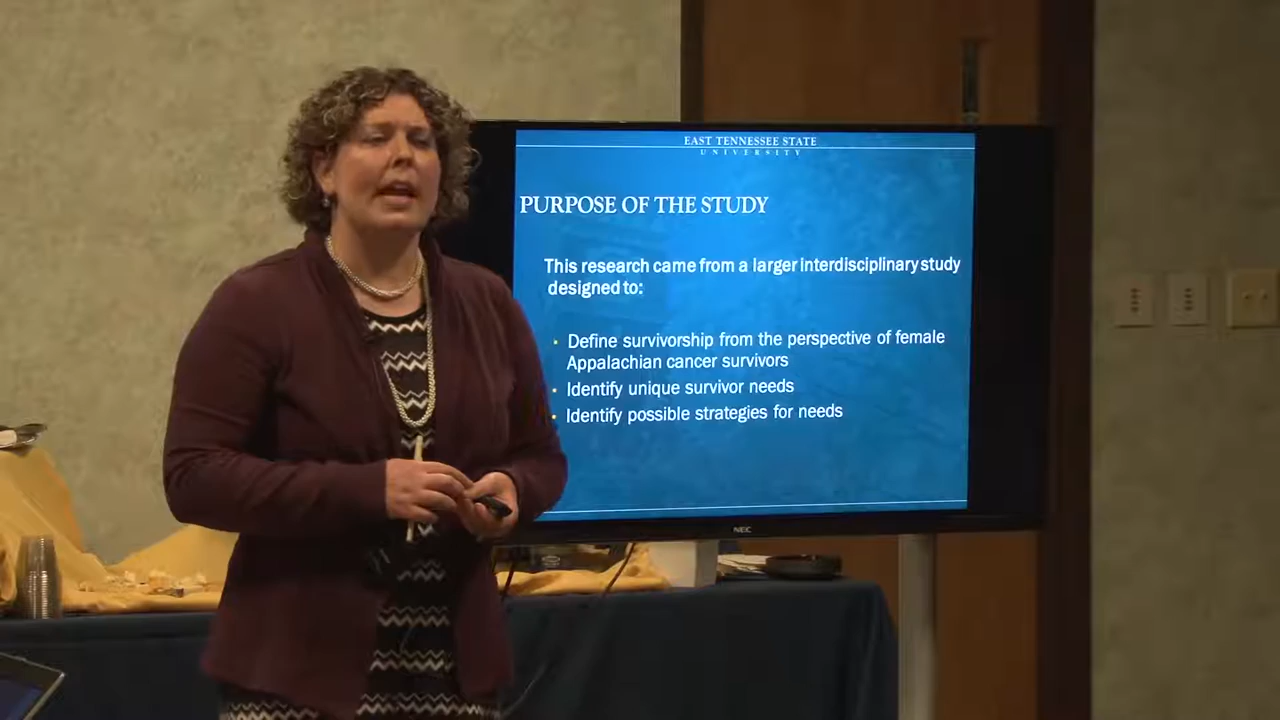 EAST TENNESSEE STATE
UNIVERSITY
PURPOSE OF THE STUDY
This research came from a larger interdisciplinary study
designed to:
• Define survivorship from the perspective of female
Appalachian cancer survivors
• Identify unique survivor needs
• Identify possible strategies for needs
NEC